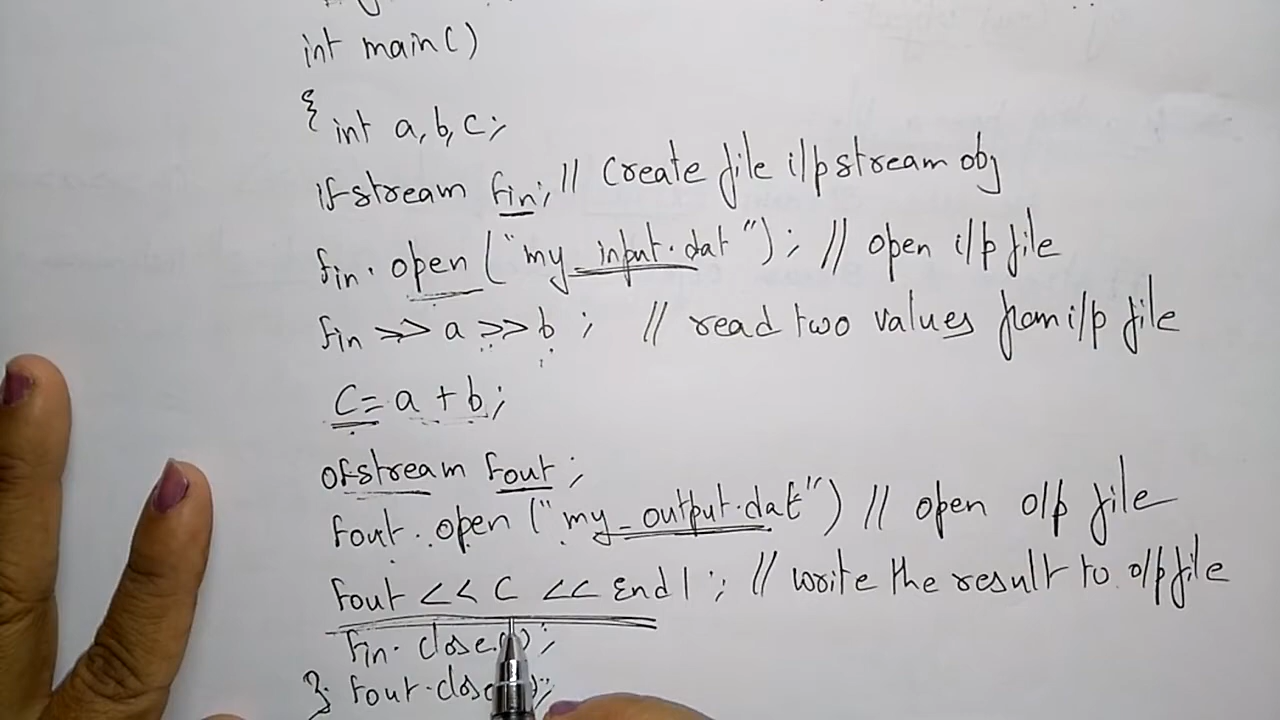 int main()
{ int a, b, c;
ifstream fin; // Create file i/p stream obj
fin. open ("my_input.dat"); // open i/p file
fin >> a >> b ; // read two values from i/p file
C= a + b;
ofstream fout;
fout. open ("my_output.dat") // open o/p file
fout << C << Endl ; // write the result to o/p file
fin. close();
} fout.close();